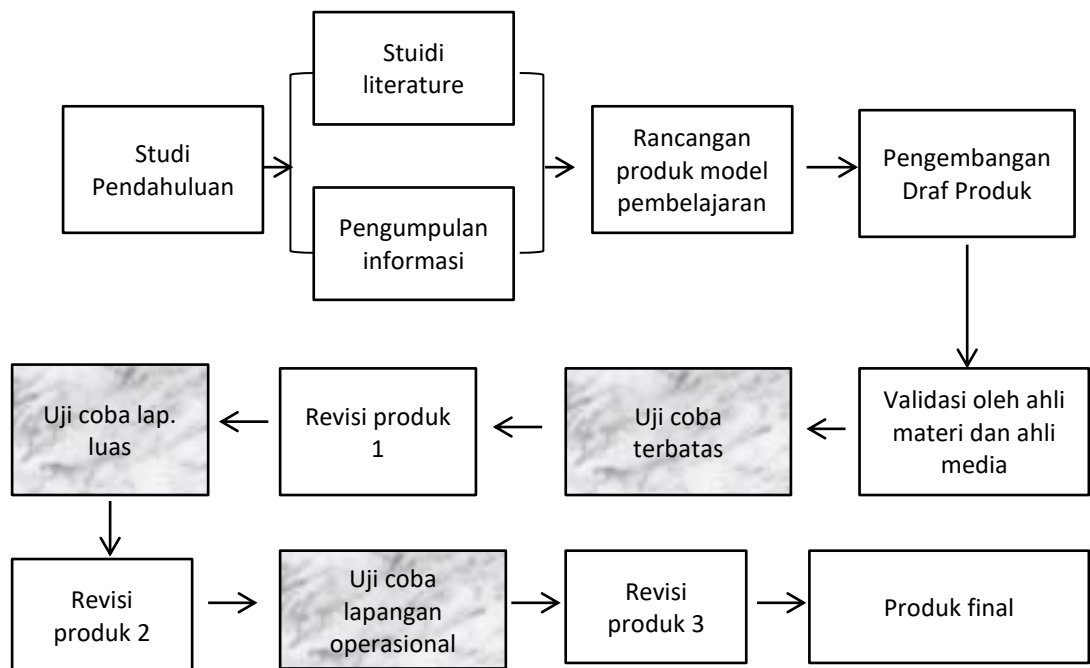 Stuidi
literature
Studi
Pendahuluan
Pengumpulan
informasi
Rancangan
produk model
pembelajaran
Pengembangan
Draf Produk
Validasi oleh ahli
materi dan ahli
media
Uji coba
terbatas
Revisi produk
1
Uji coba lap.
luas
Revisi
produk 2
Uji coba
lapangan
operasional
Revisi
produk 3
Produk final